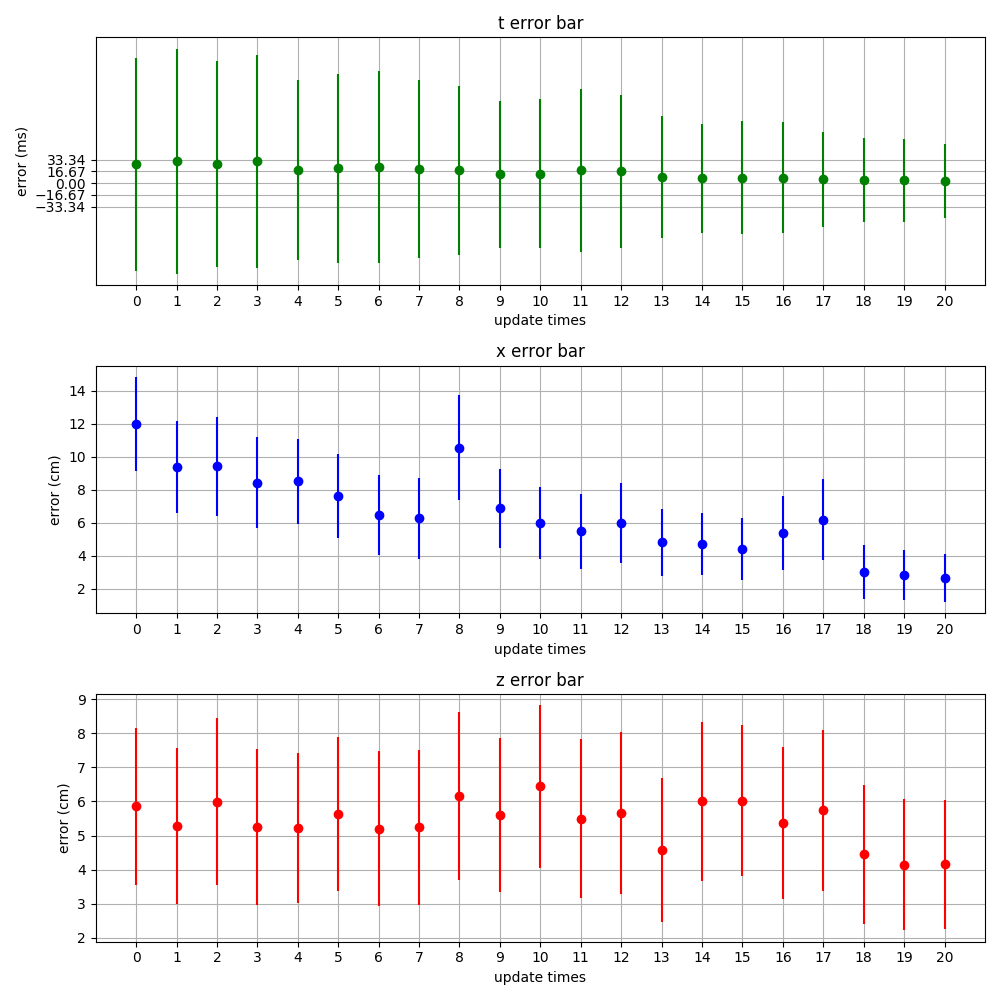 t error bar
error (ms)
33.34
16.67
0.00
−16.67
−33.34
0 1 2 3 4 5 6 7 8 9 10 11 12 13 14 15 16 17 18 19 20
update times
x error bar
error (cm)
14
12
10
8
6
4
2
0 1 2 3 4 5 6 7 8 9 10 11 12 13 14 15 16 17 18 19 20
update times
z error bar
error (cm)
9
8
7
6
5
4
3
2
0 1 2 3 4 5 6 7 8 9 10 11 12 13 14 15 16 17 18 19 20
update times